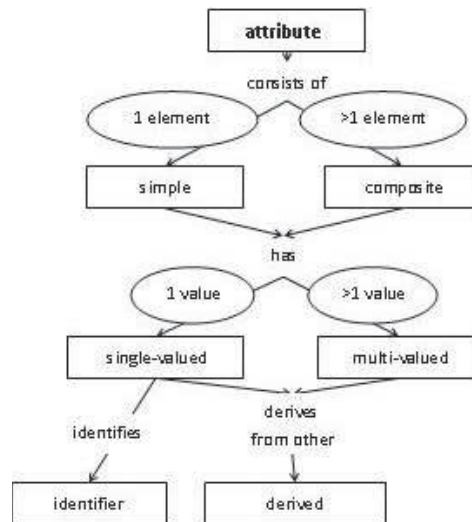 attribute
consists of
1 element
>1 element
simple
composite
has
1 value
>1 value
single-valued
multi-valued
derives
identifies
from other
identifier
derived